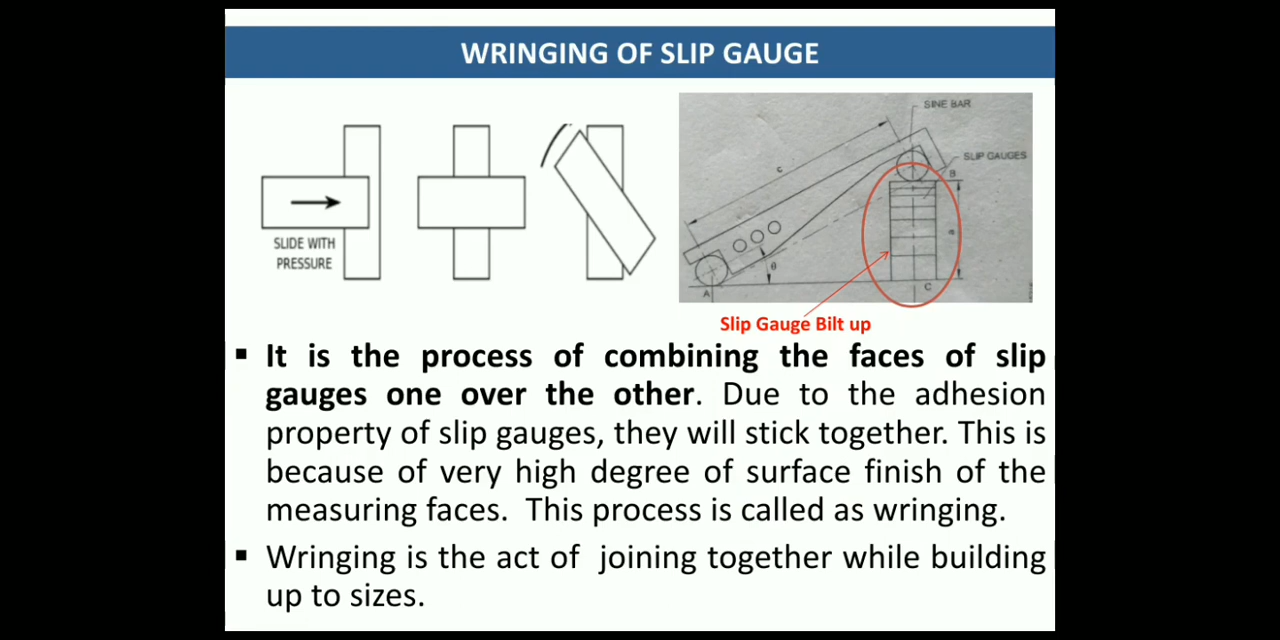 WRINGING OF SLIP GAUGE
SLIDE WITH
PRESSURE
SINE BAR
SLIP GAUGES
c
B
a
θ
A
C
Slip Gauge Bilt up
▪ It is the process of combining the faces of slip
gauges one over the other. Due to the adhesion
property of slip gauges, they will stick together. This is
because of very high degree of surface finish of the
measuring faces. This process is called as wringing.
▪ Wringing is the act of joining together while building
up to sizes.